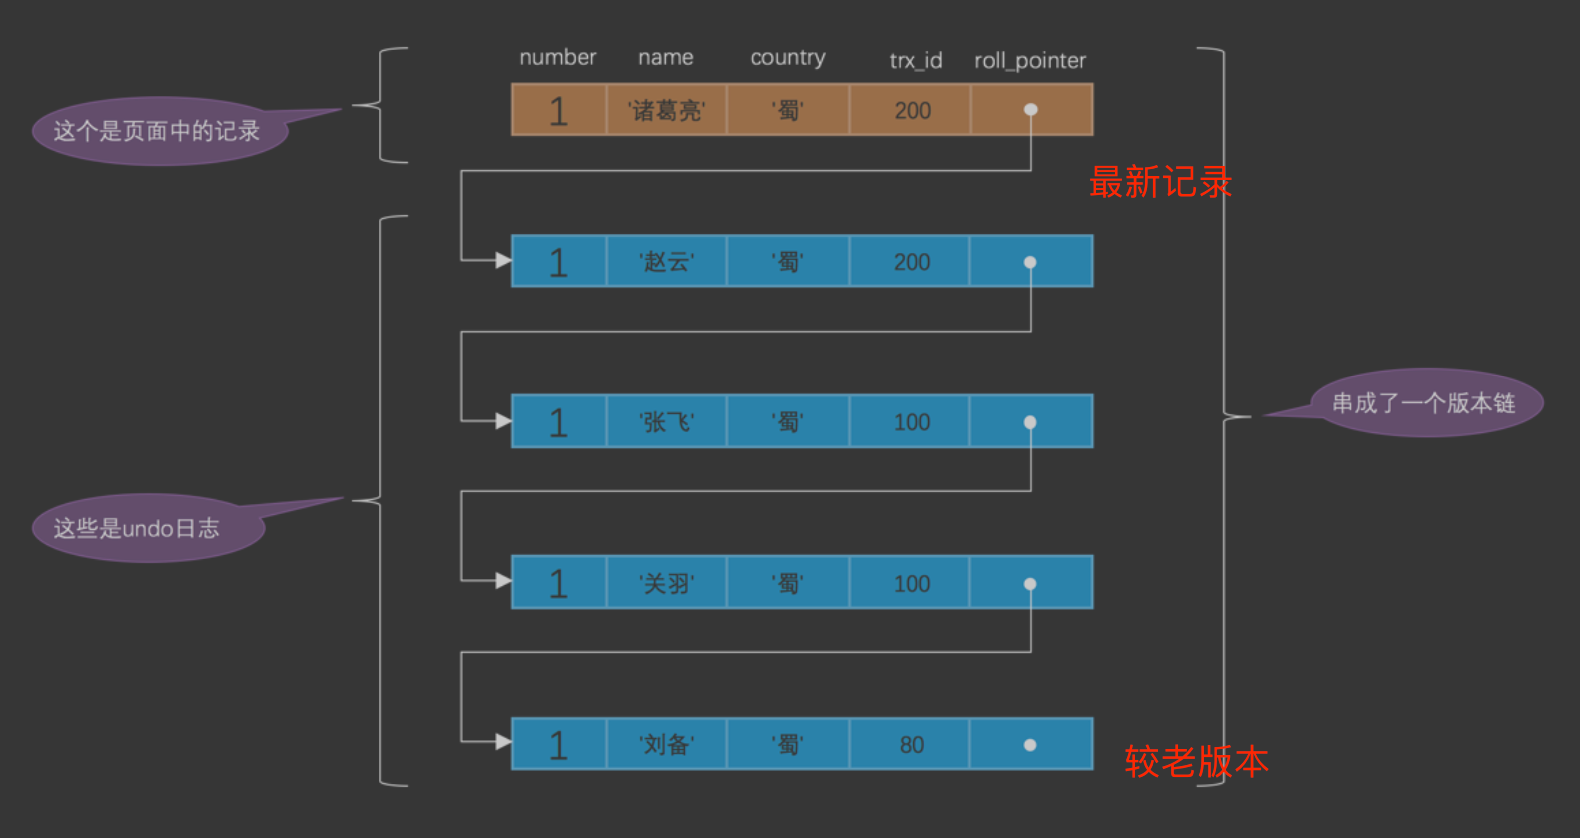 number name country trx_id roll_pointer
1 '诸葛亮' '蜀' 200
这个是页面中的记录
最新记录
1 '赵云' '蜀' 200
1 '张飞' '蜀' 100
串成了一个版本链
这些是undo日志
1 '关羽' '蜀' 100
1 '刘备' '蜀' 80
较老版本